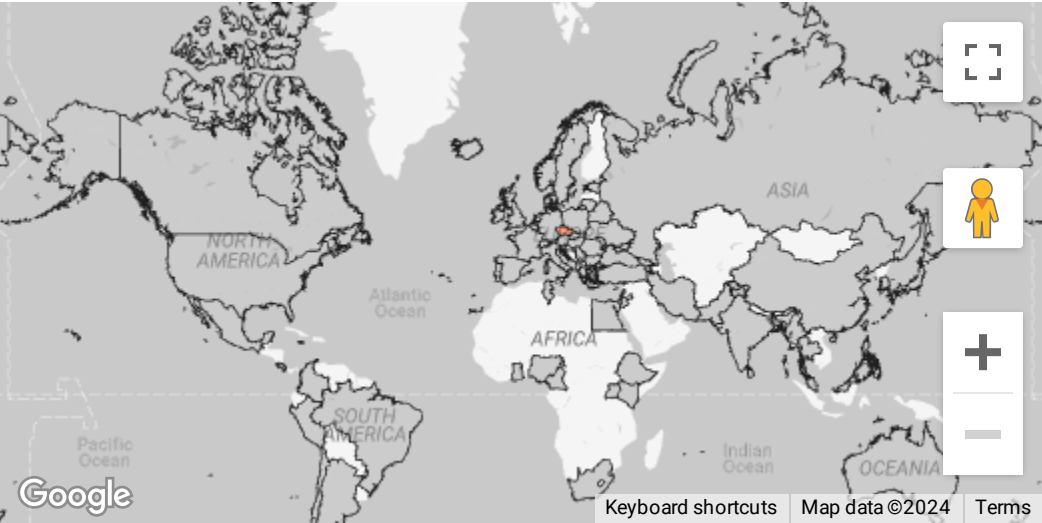 ASIA
NORTH
AMERICA
Atlantic
Ocean
AFRICA
SOUTH
AMERICA
Pacific
Ocean
Indian
Ocean
OCEANIA
Google
Keyboard shortcuts
Map data ©2024
Terms